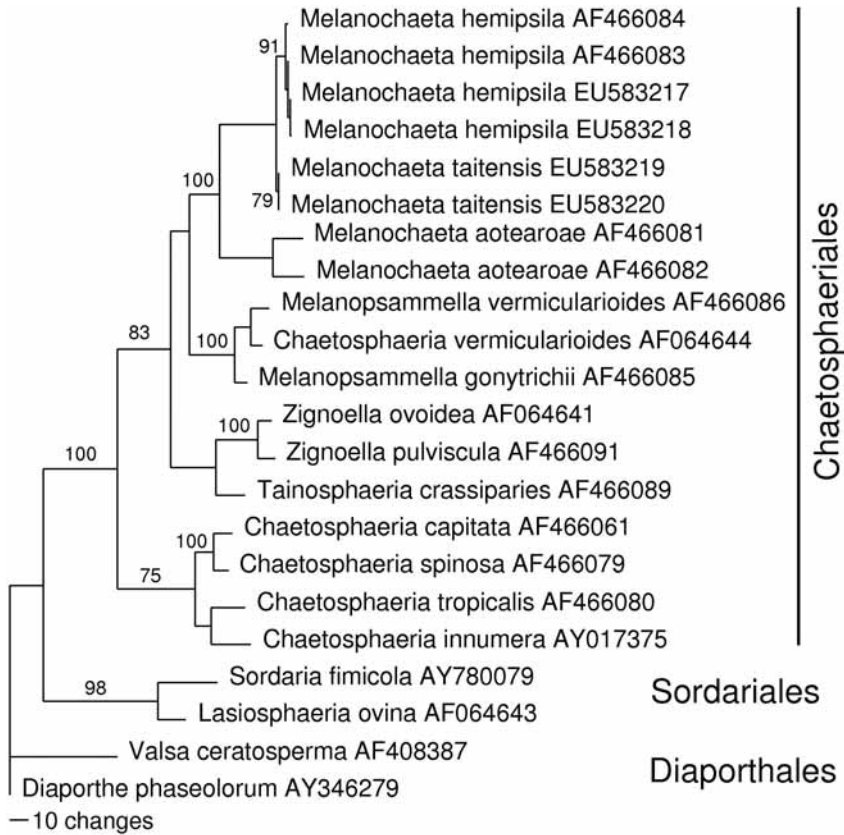 Melanochaeta hemipsila AF466084
91
Melanochaeta hemipsila AF466083
Melanochaeta hemipsila EU583217
Melanochaeta hemipsila EU583218
Melanochaeta taitensis EU583219
100
79
Melanochaeta taitensis EU583220
Melanochaeta aotearoae AF466081
Melanochaeta aotearoae AF466082
Melanopsammella vermicularioides AF466086
83
100
Chaetosphaeria vermicularioides AF064644
Melanopsammella gonytrichii AF466085
Zignoella ovoidea AF064641
100
Zignoella pulviscula AF466091
100
Tainosphaeria crassiparies AF466089
Chaetosphaeria capitata AF466061
100
Chaetosphaeria spinosa AF466079
75
Chaetosphaeria tropicalis AF466080
Chaetosphaeria innumera AY017375
Chaetosphaeriales
Sordaria fimicola AY780079
98
Lasiosphaeria ovina AF064643
Sordariales
Valsa ceratosperma AF408387
Diaporthe phaseolorum AY346279
Diaporthales
10 changes